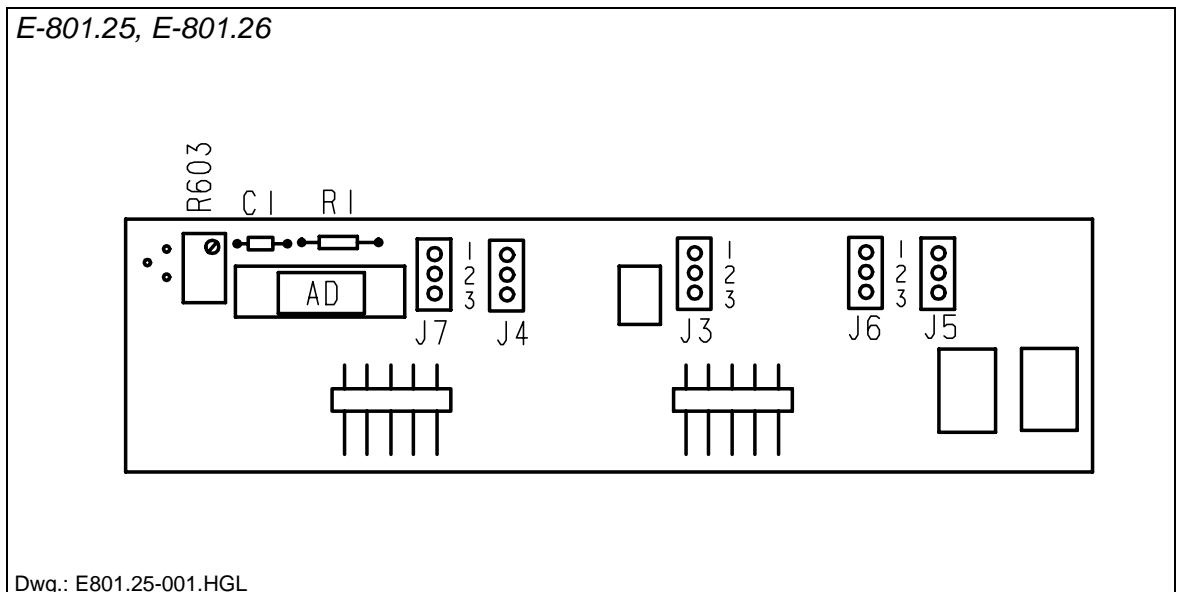 E-801.25, E-801.26
R603
C1 R1
AD
1 1 1
2 2 2
3 3 3
J7 J4 J3 J6 J5
Dwg.: E801.25-001.HGL